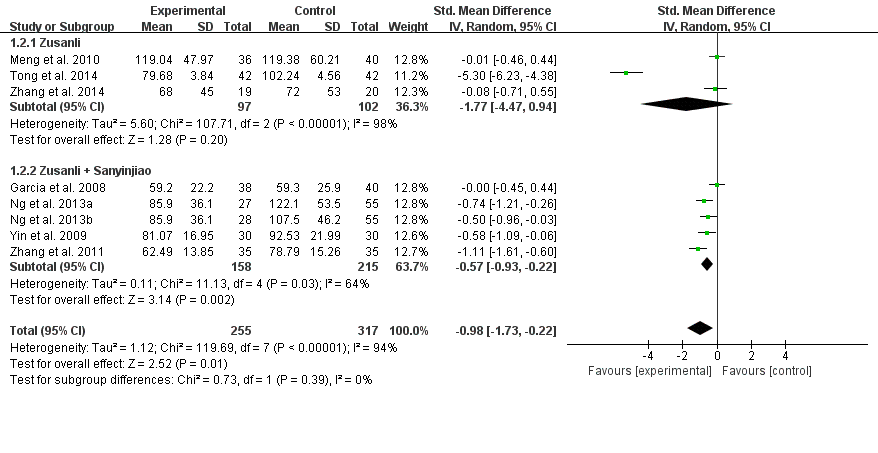 Experimental Control Std. Mean Difference Std. Mean Difference
Study or Subgroup Mean SD Total Mean SD Total Weight IV, Random, 95% CI IV, Random, 95% CI
1.2.1 Zusanli
Meng et al. 2010 119.04 47.97 36 119.38 60.21 40 12.8% -0.01 [-0.46, 0.44]
Tong et al. 2014 79.68 3.84 42 102.24 4.56 42 11.2% -5.30 [-6.23, -4.38]
Zhang et al. 2014 68 45 19 72 53 20 12.3% -0.08 [-0.71, 0.55]
Subtotal (95% CI) 97 102 36.3% -1.77 [-4.47, 0.94]
Heterogeneity: Tau² = 5.60; Chi² = 107.71, df = 2 (P < 0.00001); I² = 98%
Test for overall effect: Z = 1.28 (P = 0.20)
1.2.2 Zusanli + Sanyinjiao
Garcia et al. 2008 59.2 22.2 38 59.3 25.9 40 12.8% -0.00 [-0.45, 0.44]
Ng et al. 2013a 85.9 36.1 27 122.1 53.5 55 12.8% -0.74 [-1.21, -0.26]
Ng et al. 2013b 85.9 36.1 28 107.5 46.2 55 12.8% -0.50 [-0.96, -0.03]
Yin et al. 2009 81.07 16.95 30 92.53 21.99 30 12.6% -0.58 [-1.09, -0.06]
Zhang et al. 2011 62.49 13.85 35 78.79 15.26 35 12.7% -1.11 [-1.61, -0.60]
Subtotal (95% CI) 158 215 63.7% -0.57 [-0.93, -0.22]
Heterogeneity: Tau² = 0.11; Chi² = 11.13, df = 4 (P = 0.03); I² = 64%
Test for overall effect: Z = 3.14 (P = 0.002)
Total (95% CI) 255 317 100.0% -0.98 [-1.73, -0.22]
Heterogeneity: Tau² = 1.12; Chi² = 119.69, df = 7 (P < 0.00001); I² = 94%
Test for overall effect: Z = 2.52 (P = 0.01)
Test for subgroup differences: Chi² = 0.73, df = 1 (P = 0.39), I² = 0%
-4 -2 0 2 4
Favours [experimental] Favours [control]